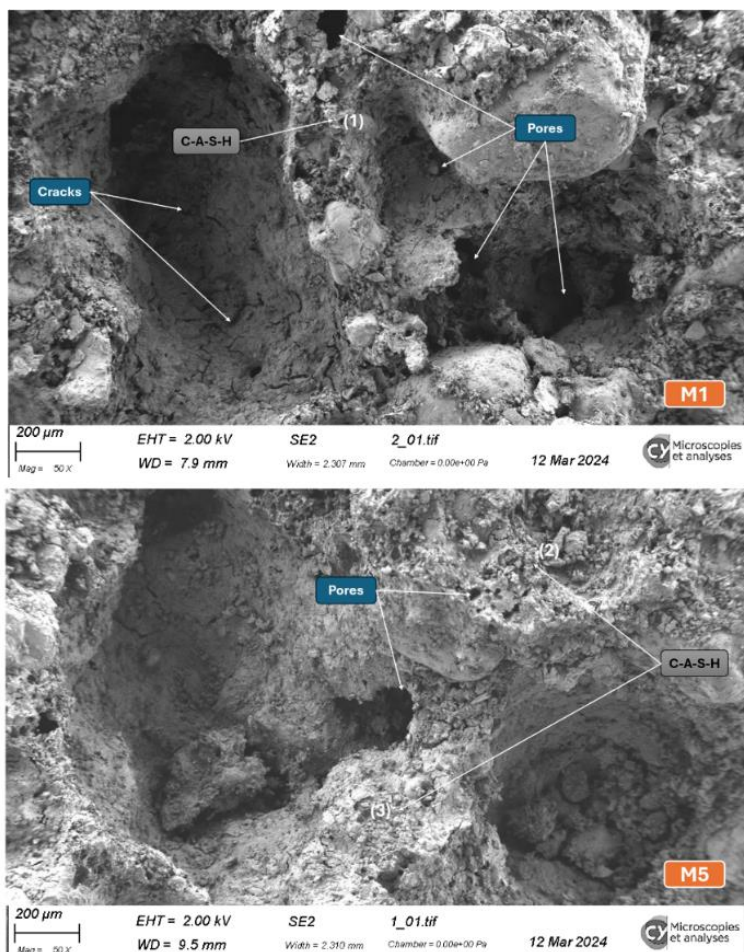 (1)
C-A-S-H
Pores
Cracks
M1
200 µm
EHT = 2.00 kV
SE2
2_01.tif
Mag = 50 X
WD = 7.9 mm
Width = 2.307 mm
Chamber = 0.00e+00 Pa
12 Mar 2024
CY Microscopies
et analyses
(2)
Pores
C-A-S-H
(3)
M5
200 µm
EHT = 2.00 kV
SE2
1_01.tif
Mag = 50 X
WD = 9.5 mm
Width = 2.310 mm
Chamber = 0.00e+00 Pa
12 Mar 2024
CY Microscopies
et analyses